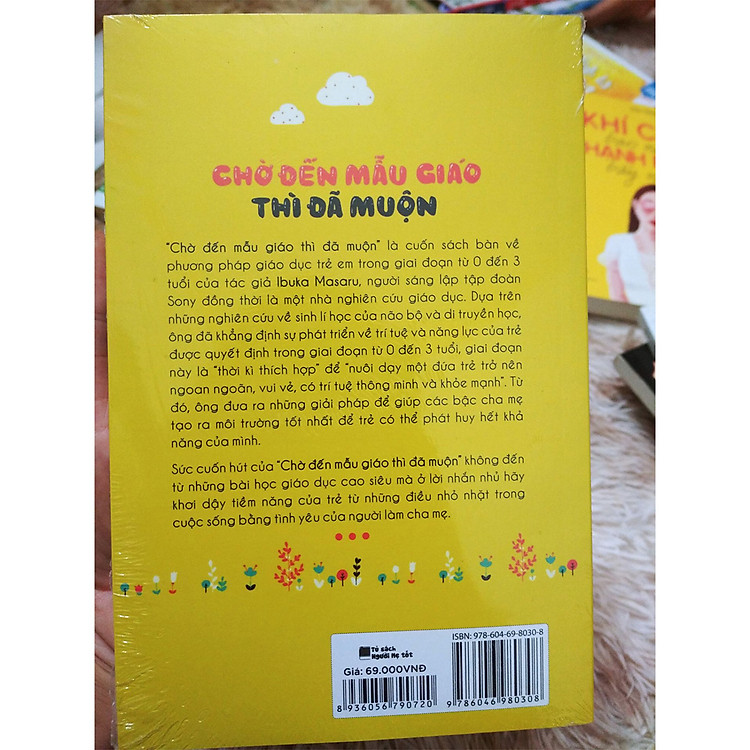 CHỜ ĐẾN MẪU GIÁO
THÌ ĐÃ MUỘN
"Chờ đến mẫu giáo thì đã muộn" là cuốn sách bàn về
phương pháp giáo dục trẻ em trong giai đoạn từ 0 đến 3
tuổi của tác giả Ibuka Masaru, người sáng lập tập đoàn
Sony đồng thời là một nhà nghiên cứu giáo dục. Dựa trên
những nghiên cứu về sinh lí học của não bộ và di truyền học,
ông đã khẳng định sự phát triển về trí tuệ và năng lực của trẻ
được quyết định trong giai đoạn từ 0 đến 3 tuổi, giai đoạn
này là "thời kì thích hợp" để "nuôi dạy một đứa trẻ trở nên
ngoan ngoãn, vui vẻ, có trí tuệ thông minh và khỏe mạnh". Từ
đó, ông đưa ra những giải pháp để giúp các bậc cha mẹ
tạo ra môi trường tốt nhất để trẻ có thể phát huy hết khả
năng của mình.
Sức cuốn hút của "Chờ đến mẫu giáo thì đã muộn" không đến
từ những bài học giáo dục cao siêu mà ở lời nhắn nhủ hãy
khơi dậy tiềm năng của trẻ từ những điều nhỏ nhặt trong
cuộc sống bằng tình yêu của người làm cha mẹ.
Tủ sách
Người Mẹ tốt
Giá: 69.000VNĐ
8 936056 790720
ISBN: 978-604-69-8030-8
9 786046 980308
KHÍ